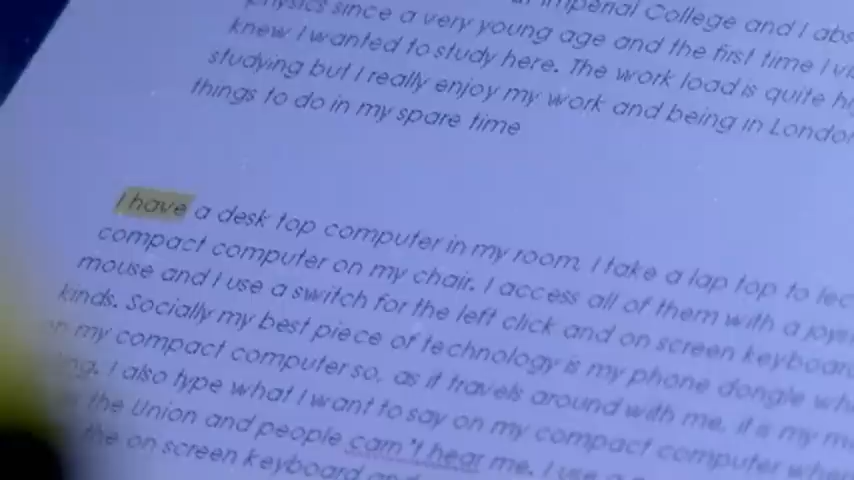 Imperial College and I abs
physics since a very young age and the first time I vi
knew I wanted to study here. The work load is quite hi
studying but I really enjoy my work and being in London
things to do in my spare time
I have a desk top computer in my room. I take a lap top to lec
compact computer on my chair. I access all of them with a joys
mouse and I use a switch for the left click and on screen keyboard
kinds. Socially my best piece of technology is my phone dongle wh
on my compact computer so, as it travels around with me, it is my m
ing. I also type what I want to say on my compact computer when
the Union and people can't hear me. I use a
the on screen keyboard and